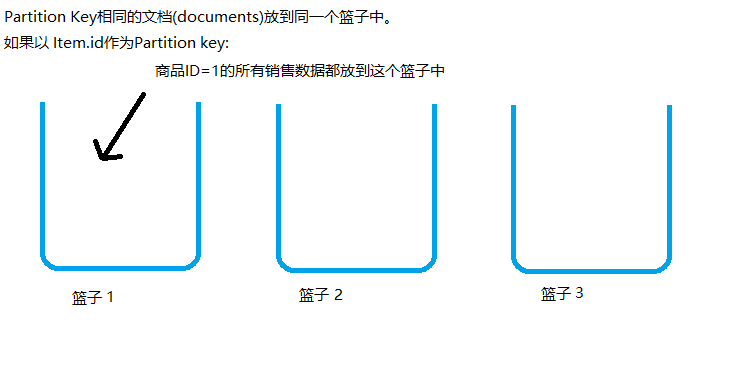 Partition Key相同的文档(documents)放到同一个篮子中。
如果以 Item.id作为Partition key:
商品ID=1的所有销售数据都放到这个篮子中
篮子 1
篮子 2
篮子 3